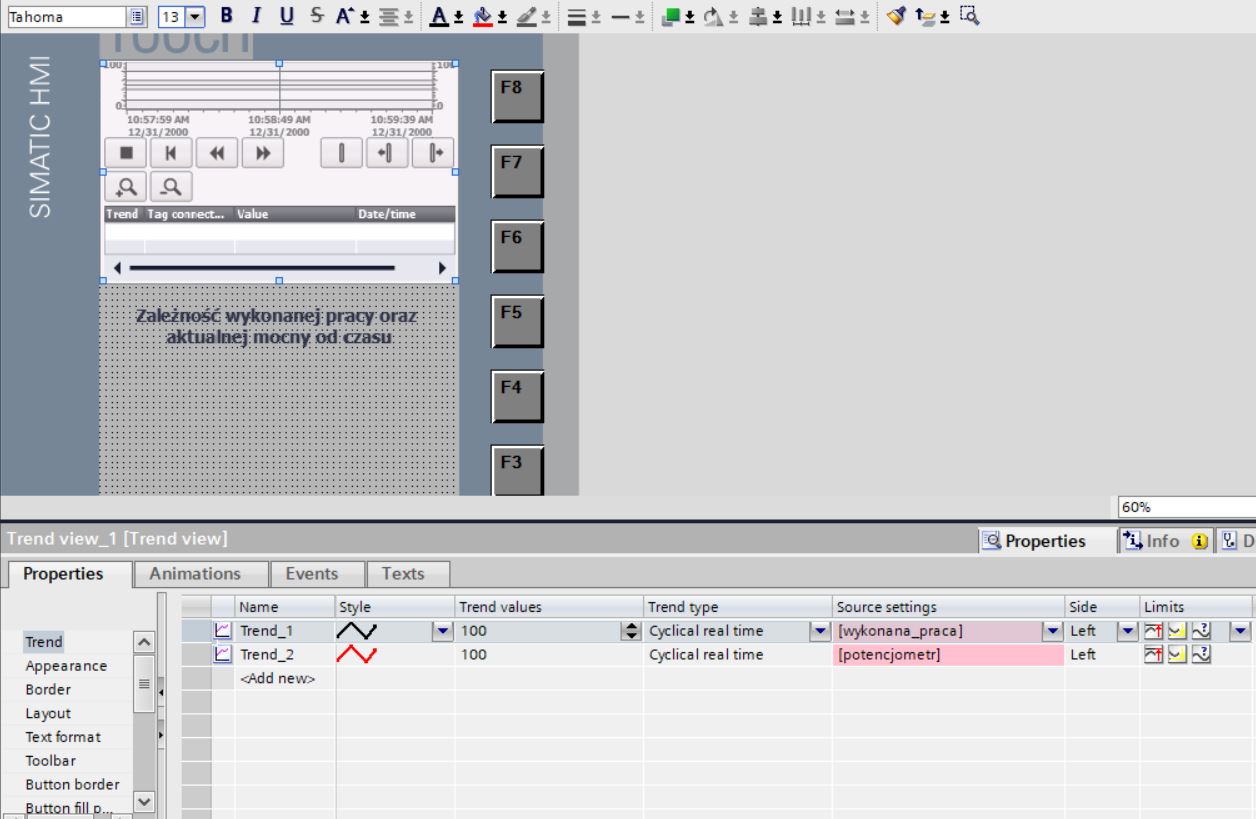 Tahoma 13 B I U S A A
TOUCH
SIMATIC HMI
100 100
0 0
10:57:59 AM 10:58:49 AM 10:59:39 AM
12/31/2000 12/31/2000 12/31/2000
Trend Tag connect... Value Date/time
Zależność wykonanej pracy oraz
aktualnej mocny od czasu
F8
F7
F6
F5
F4
F3
60%
Trend view_1 [Trend view] Properties Info D
Properties Animations Events Texts
Name Style Trend values Trend type Source settings Side Limits
Trend_1 100 Cyclical real time [wykonana_praca] Left
Trend_2 100 Cyclical real time [potencjometr] Left
<Add new>
Trend
Appearance
Border
Layout
Text format
Toolbar
Button border
Button fill p...